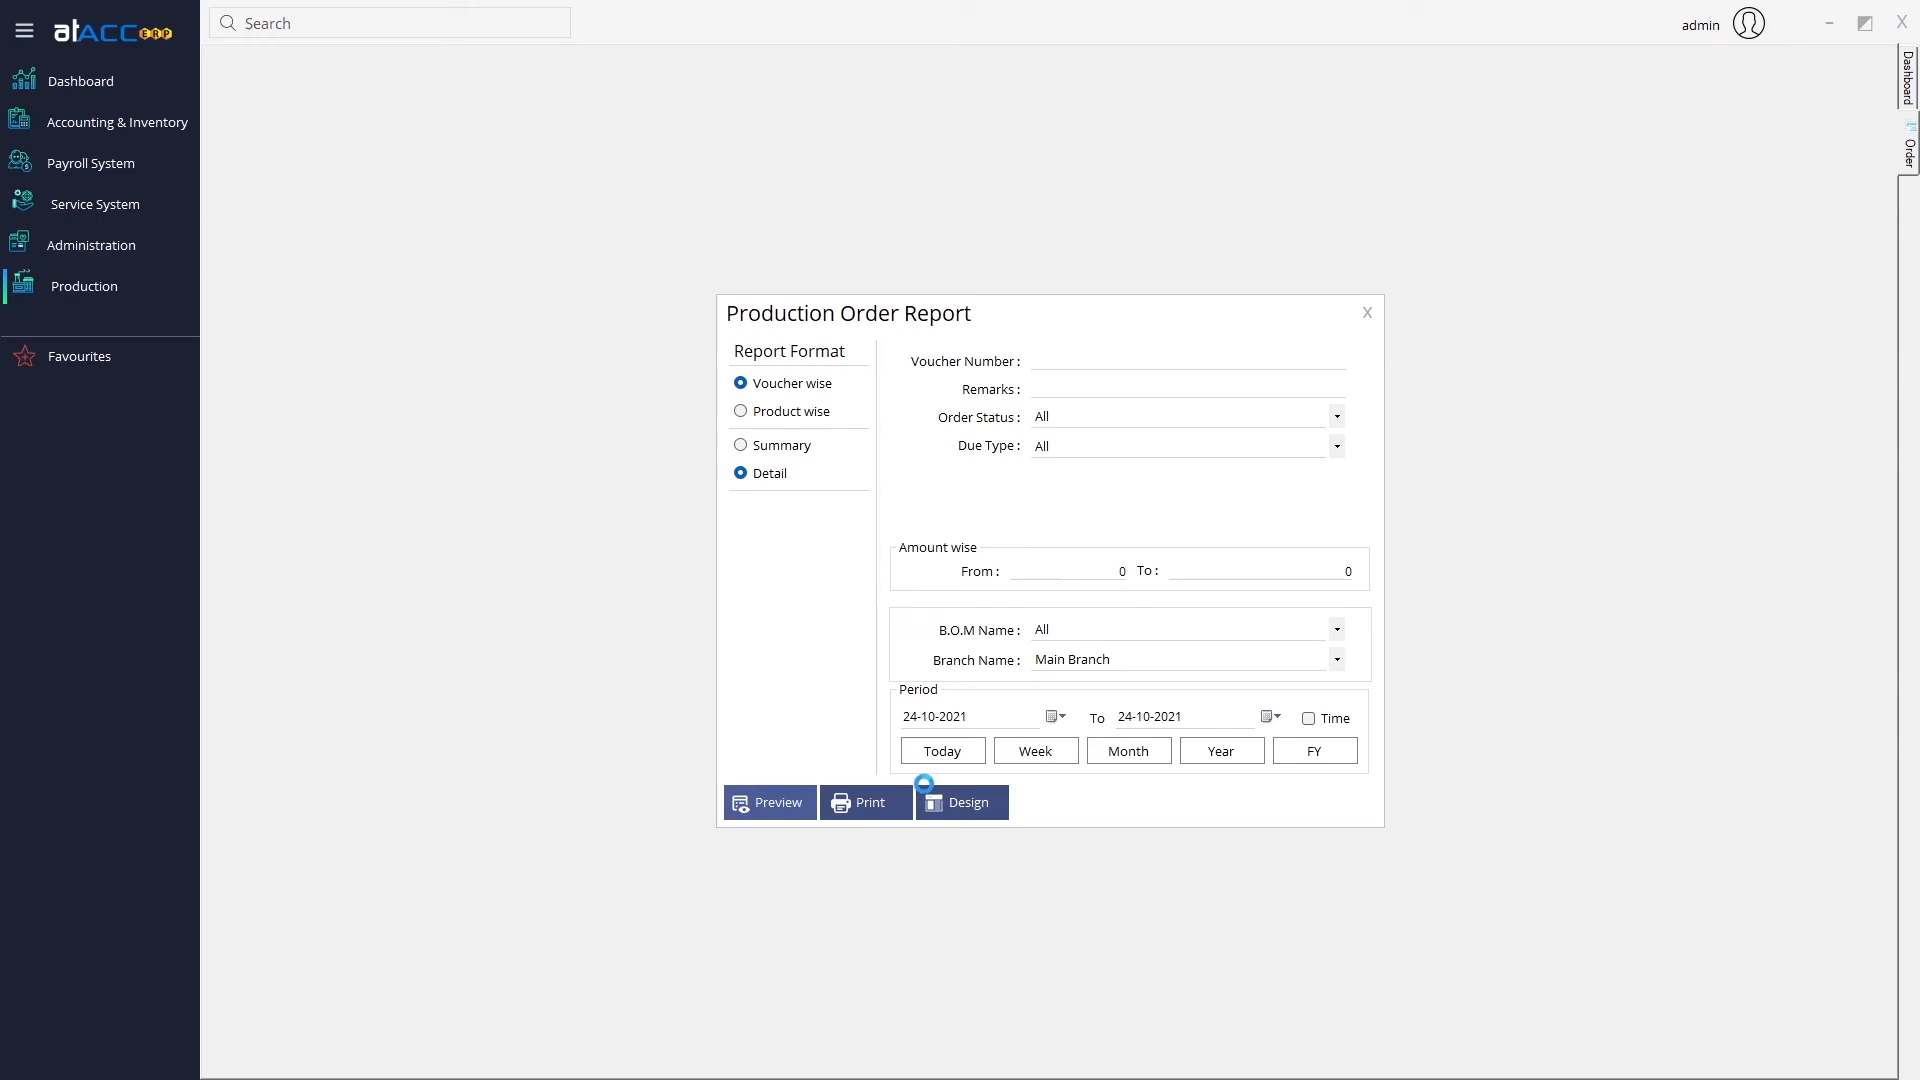 atACC ERP
Search
admin
X
Dashboard
Accounting & Inventory
Payroll System
Service System
Administration
Production
Favourites
Dashboard
Order
Production Order Report
X
Report Format
Voucher wise
Product wise
Summary
Detail
Voucher Number :
Remarks :
Order Status : All
Due Type : All
Amount wise
From : 0 To : 0
B.O.M Name : All
Branch Name : Main Branch
Period
24-10-2021 To 24-10-2021 Time
Today Week Month Year FY
Preview Print Design